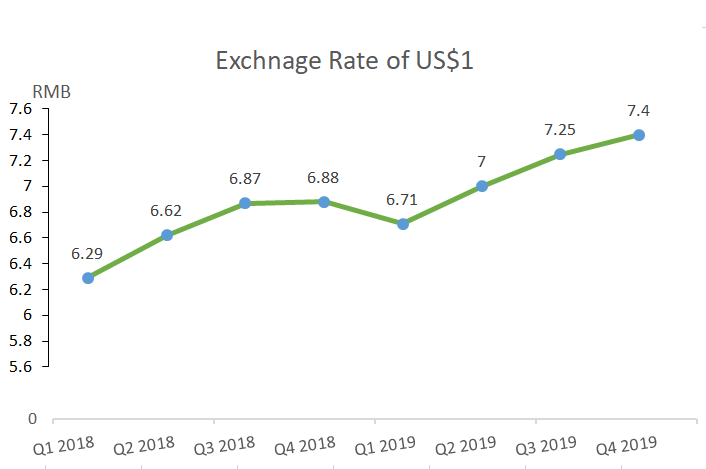 Exchnage Rate of US$1
RMB
7.6
7.4
7.2
7
6.8
6.6
6.4
6.2
6
5.8
5.6
0
6.29
6.62
6.87
6.88
6.71
7
7.25
7.4
Q1 2018
Q2 2018
Q3 2018
Q4 2018
Q1 2019
Q2 2019
Q3 2019
Q4 2019